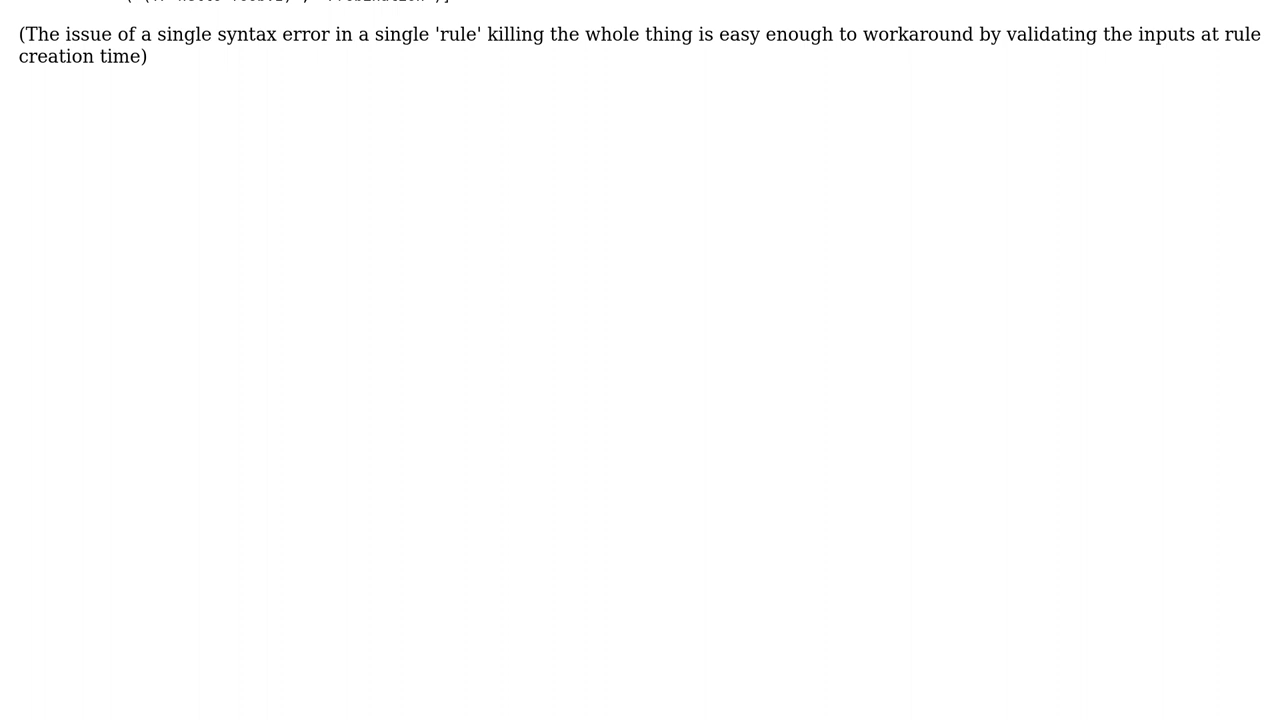 (The issue of a single syntax error in a single 'rule' killing the whole thing is easy enough to workaround by validating the inputs at rule
creation time)